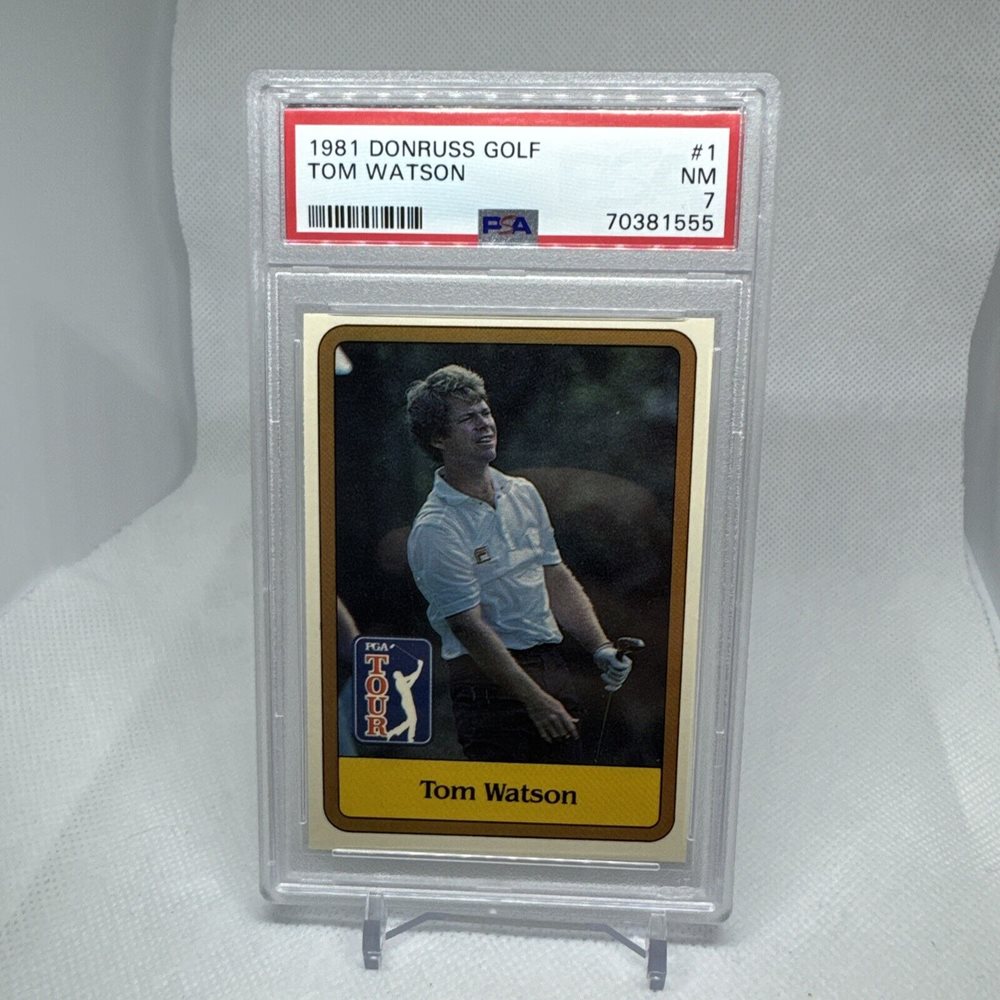 1981 DONRUSS GOLF #1
TOM WATSON NM
7
PSA 70381555
PGA
TOUR
Tom Watson